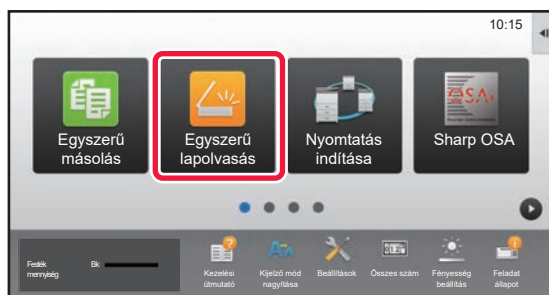 10:15
Egyszerű
másolás
Egyszerű
lapolvasás
Nyomtatás
indítása
OSA
Sharp OSA
Festék
mennyiség
Bk
Kezelési
útmutató
Kijelző mód
nagyítása
Beállítások
Összes szám
Fényesség
beállítás
Feladat
állapot